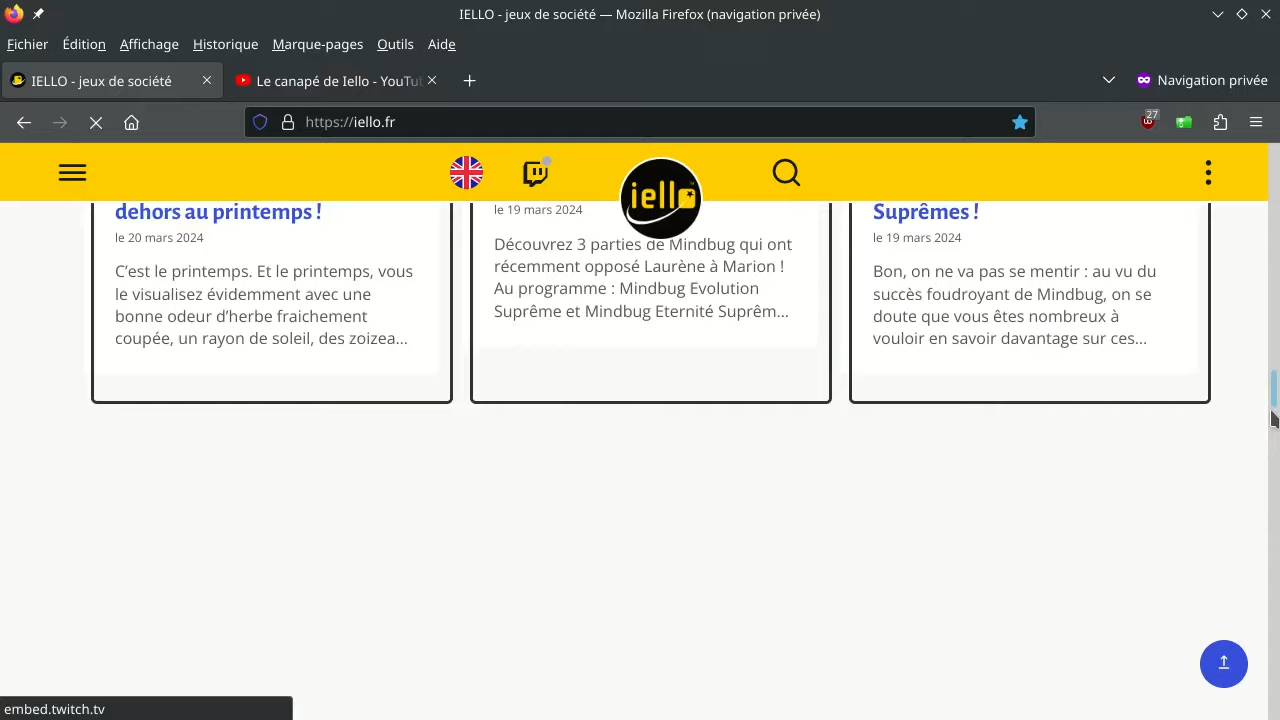 IELLO - jeux de société — Mozilla Firefox (navigation privée)
Fichier Édition Affichage Historique Marque-pages Outils Aide
IELLO - jeux de société
Le canapé de Iello - YouTu
Navigation privée
https://iello.fr
27
iello
dehors au printemps !
le 20 mars 2024
C’est le printemps. Et le printemps, vous
le visualisez évidemment avec une
bonne odeur d’herbe fraichement
coupée, un rayon de soleil, des zoizea...
le 19 mars 2024
Découvrez 3 parties de Mindbug qui ont
récemment opposé Laurène à Marion !
Au programme : Mindbug Evolution
Suprême et Mindbug Eternité Suprêm...
Suprêmes !
le 19 mars 2024
Bon, on ne va pas se mentir : au vu du
succès foudroyant de Mindbug, on se
doute que vous êtes nombreux à
vouloir en savoir davantage sur ces...
embed.twitch.tv